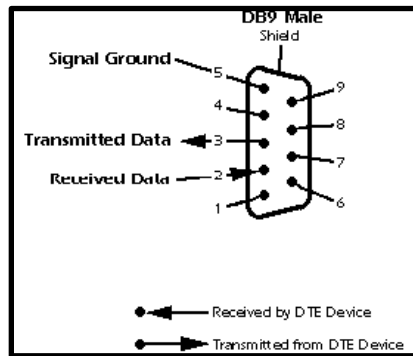 DB9 Male
Shield
Signal Ground
5
9
4
8
Transmitted Data
3
7
Received Data
2
1
6
Received by DTE Device
Transmitted from DTE Device